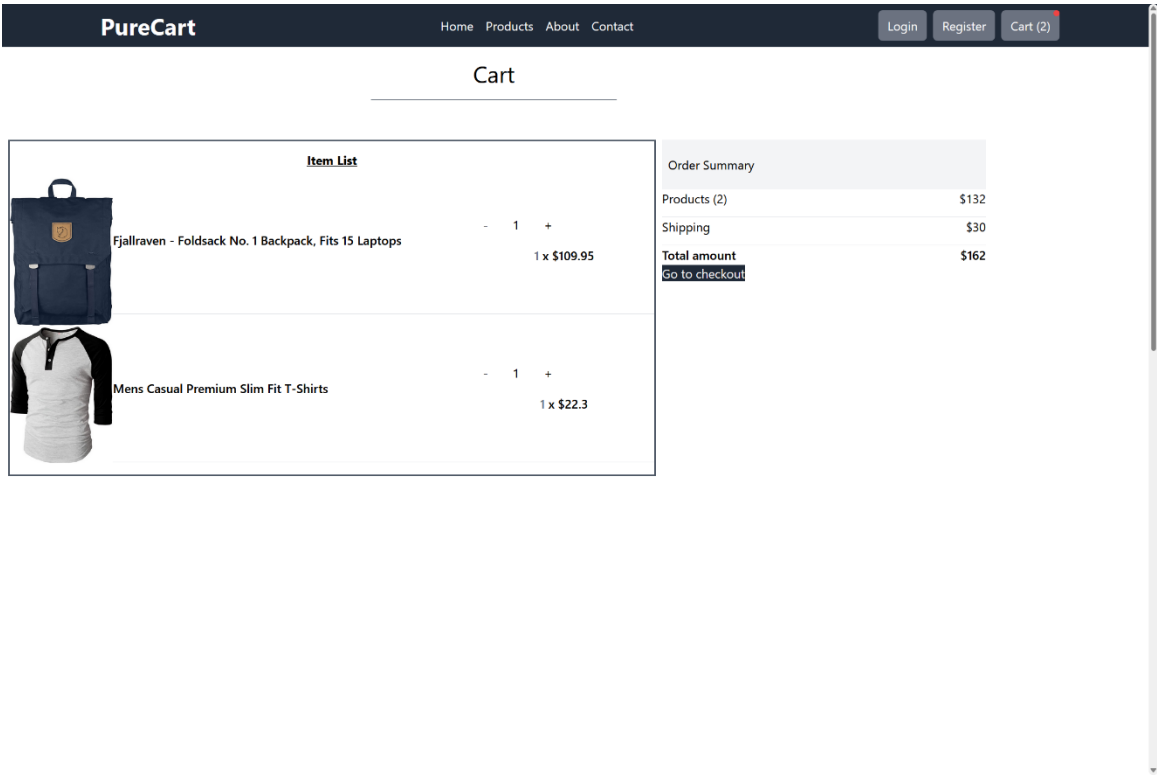 PureCart
Home Products About Contact
Login Register Cart (2)
Cart
Item List
Fjallraven - Foldsack No. 1 Backpack, Fits 15 Laptops
- 1 +
1 x $109.95
Mens Casual Premium Slim Fit T-Shirts
- 1 +
1 x $22.3
Order Summary
Products (2) $132
Shipping $30
Total amount $162
Go to checkout